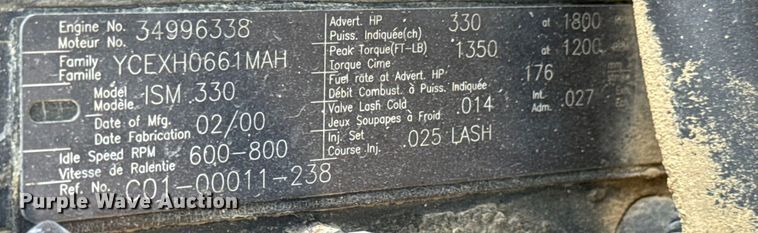 Engine No. 34996338
Moteur No.
Family YCEXH0661MAH
Famille
Model ISM 330
Modèle
Date of Mfg. 02/00
Date Fabrication
Idle Speed RPM 600-800
Vitesse de Ralentie
Ref. No. C01-00011-238
Advert. HP 330 at 1800
Puiss. Indiquée(ch)
Peak Torque(FT-LB) 1350 at 1200
Torque Cime
Fuel rate at Advert. HP .176
Débit Combust. à Puiss. Indiquée
Valve Lash Cold .014 Int.
Jeux Soupapes à Froid Adm. .027
Inj. Set .025 LASH
Course Inj.
Purple Wave Auction